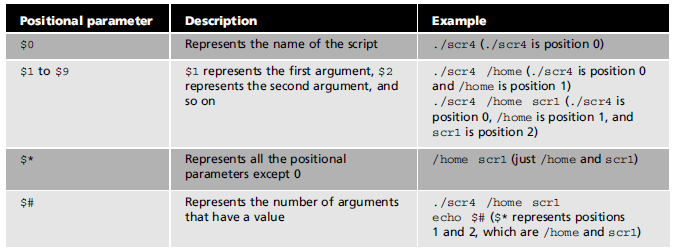 Positional parameter Description Example
$0 Represents the name of the script ./scr4 (./scr4 is position 0)
$1 to $9 $1 represents the first argument, $2 ./scr4 /home (./scr4 is position 0
represents the second argument, and and /home is position 1)
so on ./scr4 /home scr1 (./scr4 is
position 0, /home is position 1, and
scr1 is position 2)
$* Represents all the positional /home scr1 (just /home and scr1)
parameters except 0
$# Represents the number of arguments ./scr4 /home scr1
that have a value echo $# ($* represents positions
1 and 2, which are /home and scr1)